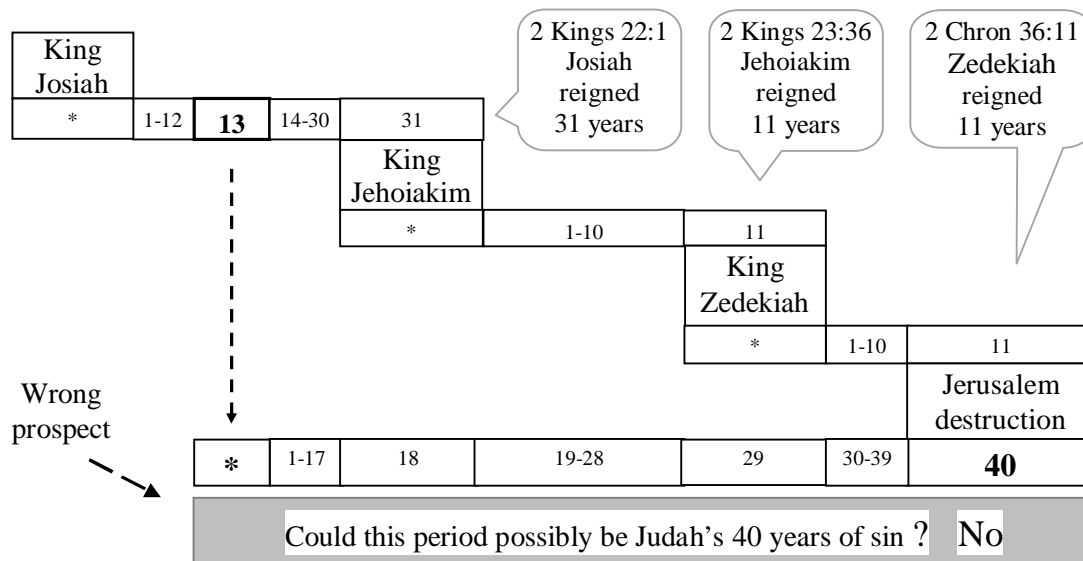 King
Josiah
* 1-12 13 14-30 31
2 Kings 22:1
Josiah
reigned
31 years
2 Kings 23:36
Jehoiakim
reigned
11 years
2 Chron 36:11
Zedekiah
reigned
11 years
King
Jehoiakim
* 1-10 11
King
Zedekiah
* 1-10 11
Jerusalem
destruction
Wrong
prospect
* 1-17 18 19-28 29 30-39 40
Could this period possibly be Judah’s 40 years of sin ? No